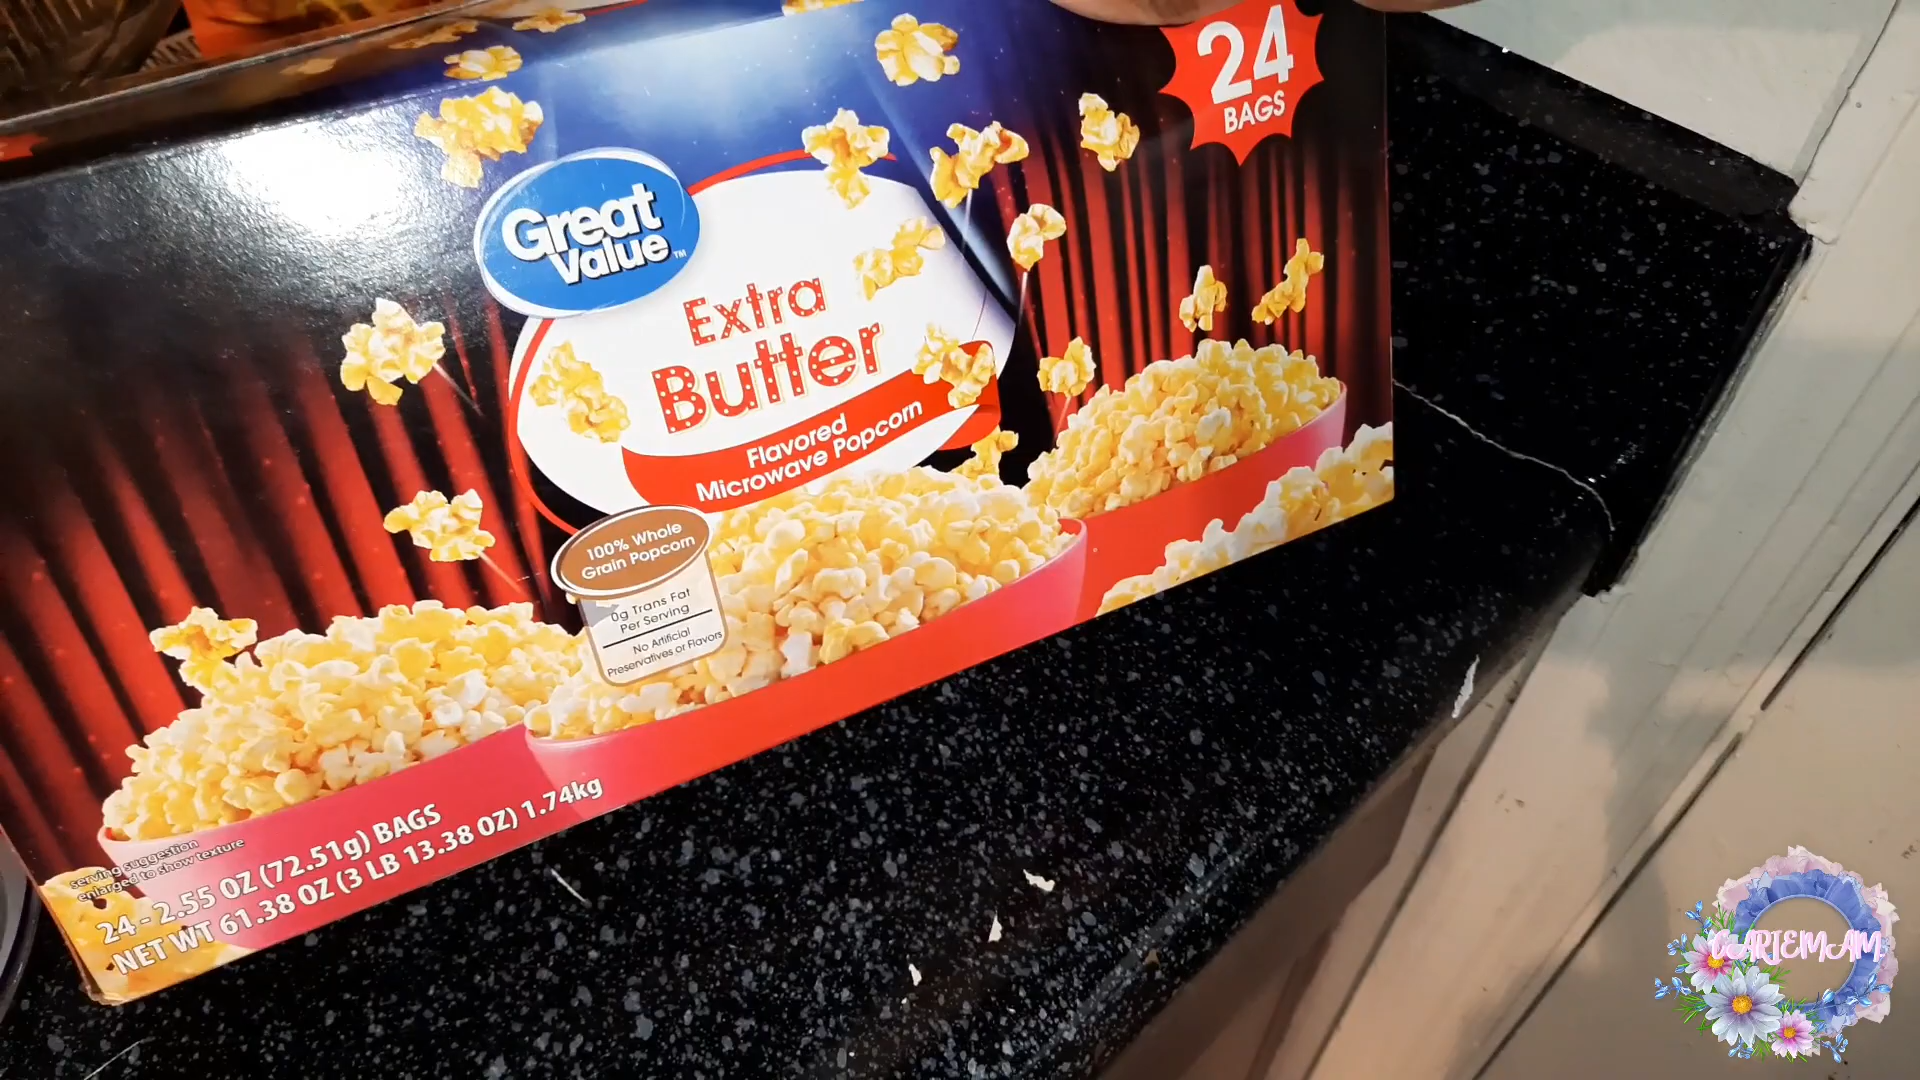 24
BAGS
Great
Value™
Extra
Butter
Flavored
Microwave Popcorn
100% Whole
Grain Popcorn
0g Trans Fat
Per Serving
No Artificial
Preservatives or Flavors
serving suggestion
enlarged to show texture
24 - 2.55 OZ (72.51g) BAGS
NET WT 61.38 OZ (3 LB 13.38 OZ) 1.74kg